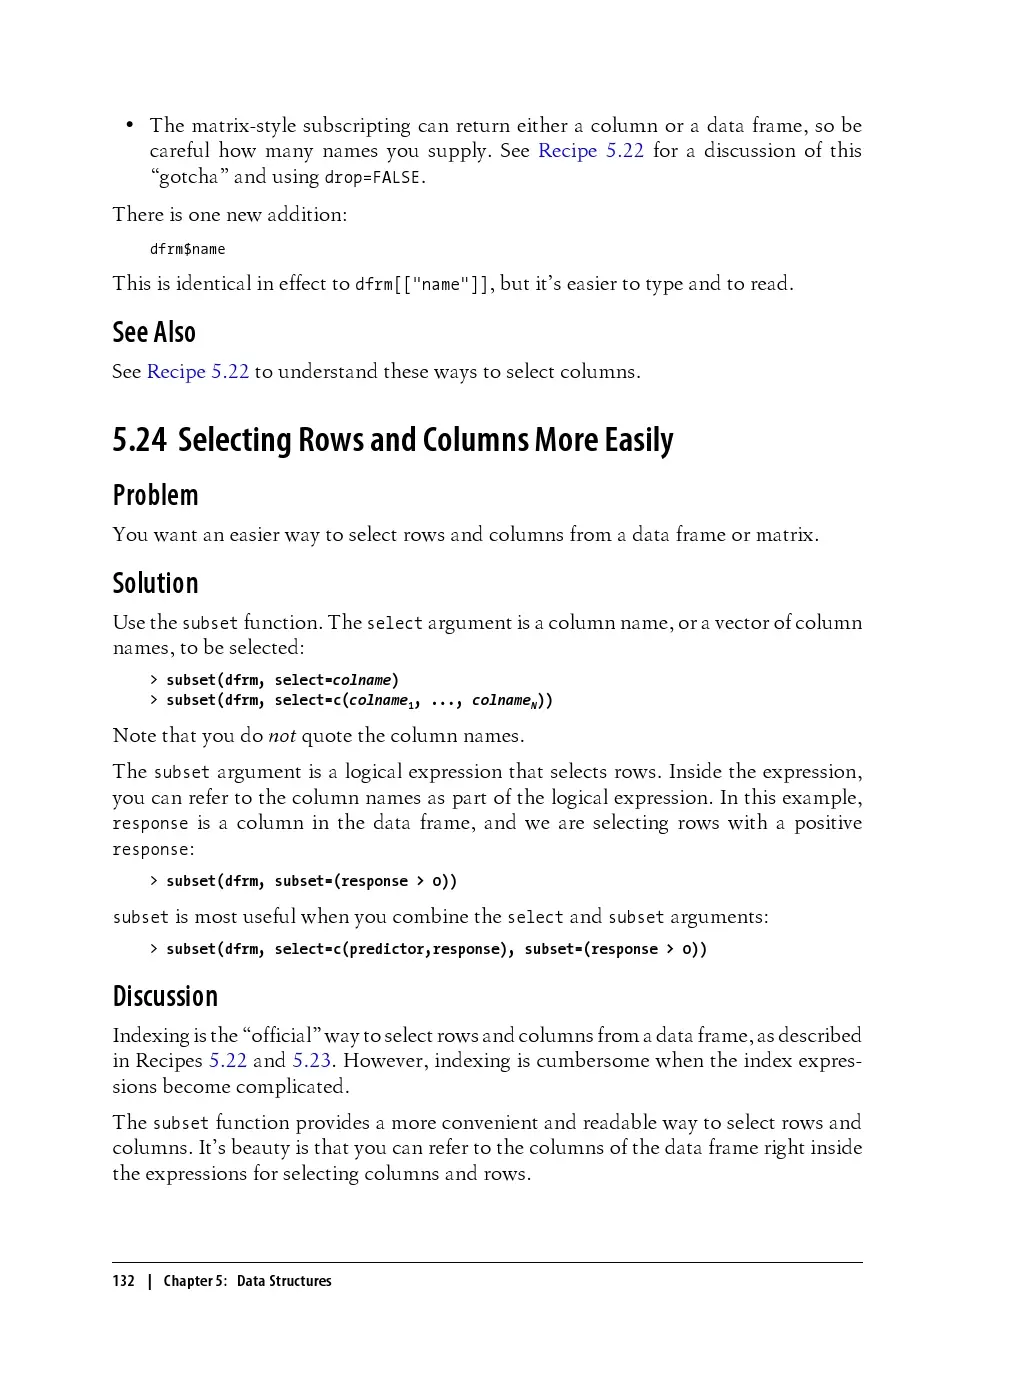 • The matrix-style subscripting can return either a column or a data frame, so be
careful how many names you supply. See Recipe 5.22 for a discussion of this
“gotcha” and using drop=FALSE.
There is one new addition:
dfrm$name
This is identical in effect to dfrm[["name"]], but it’s easier to type and to read.
See Also
See Recipe 5.22 to understand these ways to select columns.
5.24 Selecting Rows and Columns More Easily
Problem
You want an easier way to select rows and columns from a data frame or matrix.
Solution
Use the subset function. The select argument is a column name, or a vector of column
names, to be selected:
> subset(dfrm, select=colname)
> subset(dfrm, select=c(colname1, ..., colnameN))
Note that you do not quote the column names.
The subset argument is a logical expression that selects rows. Inside the expression,
you can refer to the column names as part of the logical expression. In this example,
response is a column in the data frame, and we are selecting rows with a positive
response:
> subset(dfrm, subset=(response > 0))
subset is most useful when you combine the select and subset arguments:
> subset(dfrm, select=c(predictor,response), subset=(response > 0))
Discussion
Indexing is the “official” way to select rows and columns from a data frame, as described
in Recipes 5.22 and 5.23. However, indexing is cumbersome when the index expres-
sions become complicated.
The subset function provides a more convenient and readable way to select rows and
columns. It’s beauty is that you can refer to the columns of the data frame right inside
the expressions for selecting columns and rows.
132 | Chapter 5: Data Structures